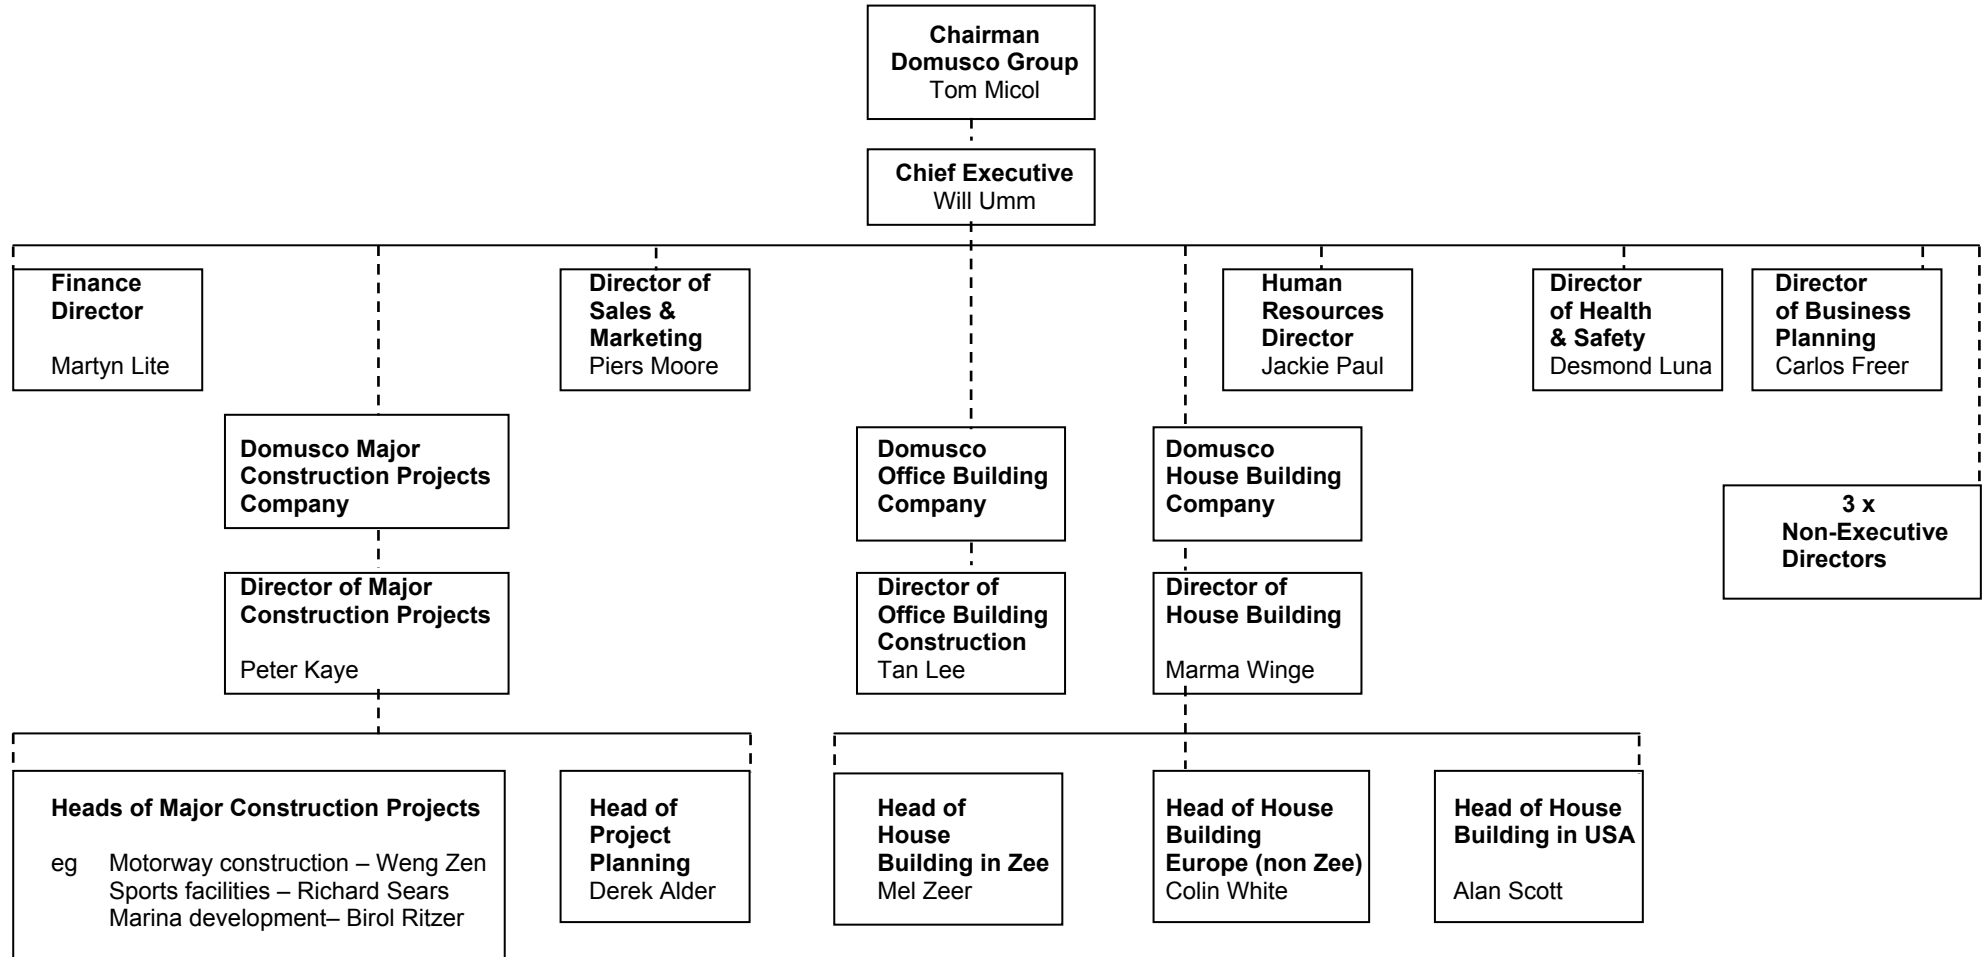 Chairman
Domusco Group
Tom Micol
Chief Executive
Will Umm
Finance
Director
Martyn Lite
Director of
Sales &
Marketing
Piers Moore
Human
Resources
Director
Jackie Paul
Director
of Health
& Safety
Desmond Luna
Director
of Business
Planning
Carlos Freer
Domusco Major
Construction Projects
Company
Domusco
Office Building
Company
Domusco
House Building
Company
3 x
Non-Executive
Directors
Director of Major
Construction Projects
Peter Kaye
Director of
Office Building
Construction
Tan Lee
Director of
House Building
Marma Winge
Heads of Major Construction Projects
eg Motorway construction – Weng Zen
Sports facilities – Richard Sears
Marina development– Birol Ritzer
Head of
Project
Planning
Derek Alder
Head of
House
Building in Zee
Mel Zeer
Head of House
Building
Europe (non Zee)
Colin White
Head of House
Building in USA
Alan Scott